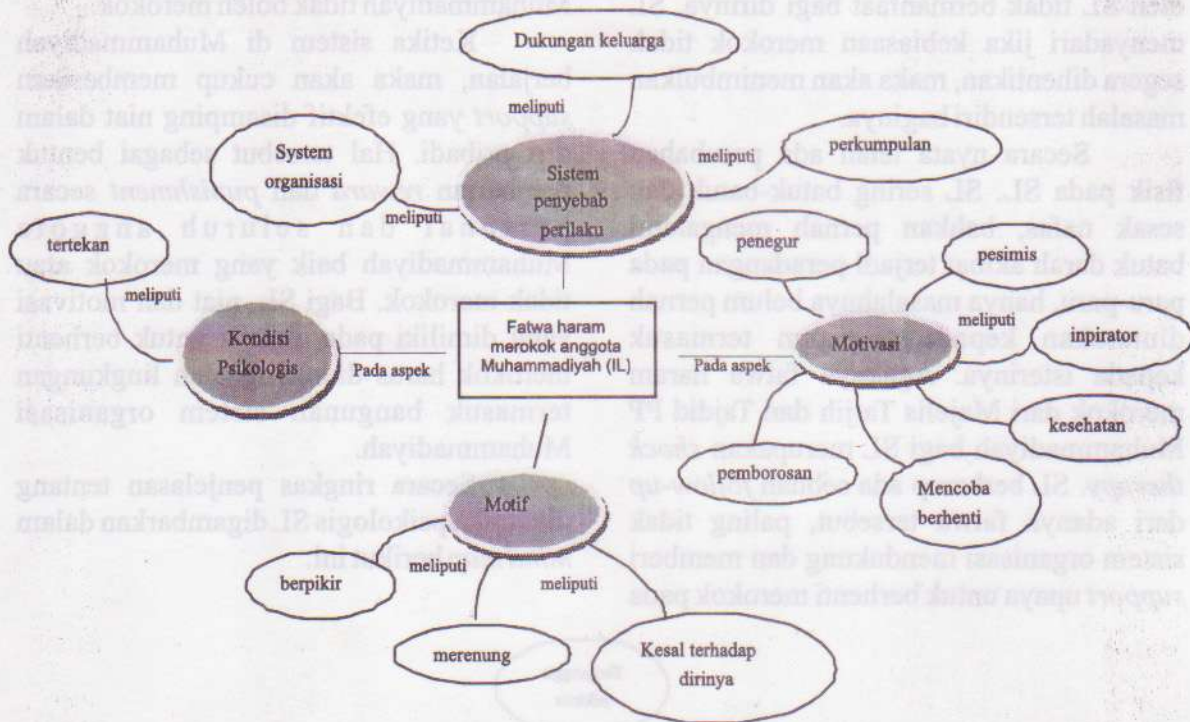 Dukungan keluarga
meliputi
System
organisasi
meliputi
Sistem
penyebab
perilaku
meliputi
perkumpulan
tertekan
meliputi
penegur
pesimis
meliputi
inpirator
Kondisi
Psikologis
Pada aspek
Fatwa haram
merokok anggota
Muhammadiyah (IL)
Pada aspek
Motivasi
kesehatan
pemborosan
Mencoba
berhenti
Motif
meliputi
meliputi
berpikir
merenung
Kesal terhadap
dirinya